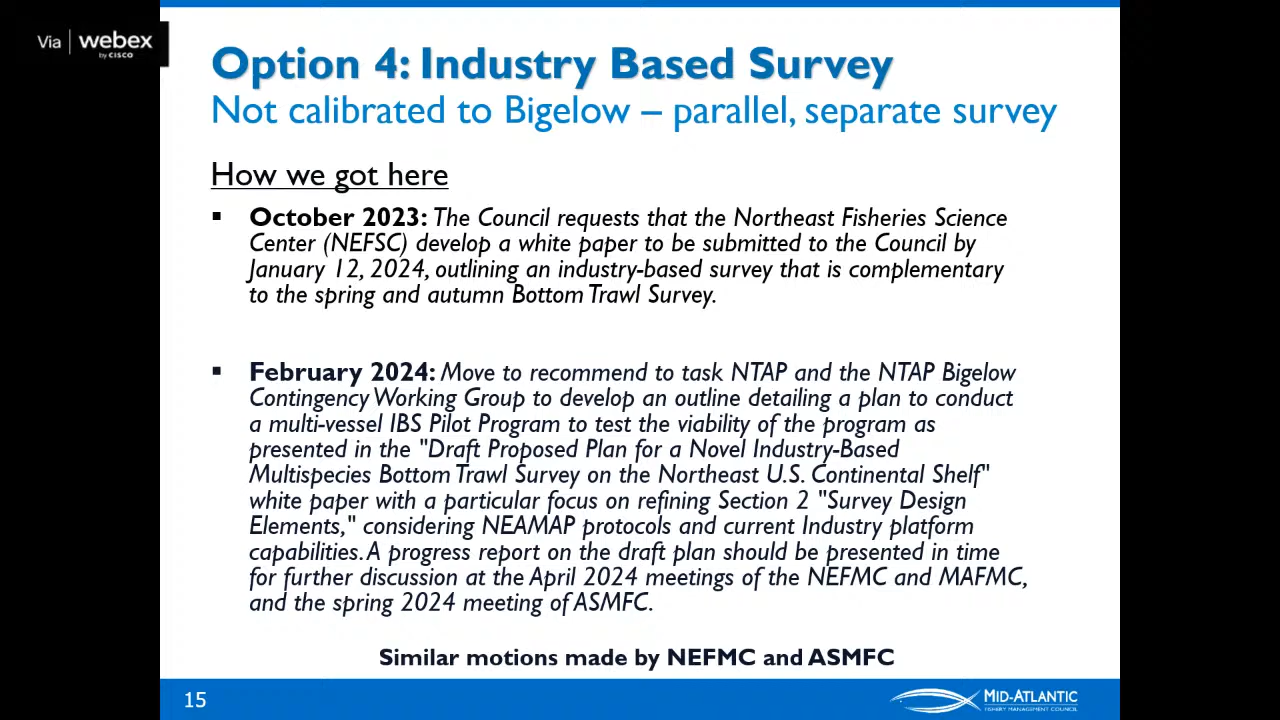 Via webex
by CISCO
Option 4: Industry Based Survey
Not calibrated to Bigelow – parallel, separate survey
How we got here
▪ October 2023: The Council requests that the Northeast Fisheries Science
Center (NEFSC) develop a white paper to be submitted to the Council by
January 12, 2024, outlining an industry-based survey that is complementary
to the spring and autumn Bottom Trawl Survey.
▪ February 2024: Move to recommend to task NTAP and the NTAP Bigelow
Contingency Working Group to develop an outline detailing a plan to conduct
a multi-vessel IBS Pilot Program to test the viability of the program as
presented in the "Draft Proposed Plan for a Novel Industry-Based
Multispecies Bottom Trawl Survey on the Northeast U.S. Continental Shelf"
white paper with a particular focus on refining Section 2 "Survey Design
Elements," considering NEAMAP protocols and current Industry platform
capabilities. A progress report on the draft plan should be presented in time
for further discussion at the April 2024 meetings of the NEFMC and MAFMC,
and the spring 2024 meeting of ASMFC.
Similar motions made by NEFMC and ASMFC
15
MID-ATLANTIC
FISHERY MANAGEMENT COUNCIL